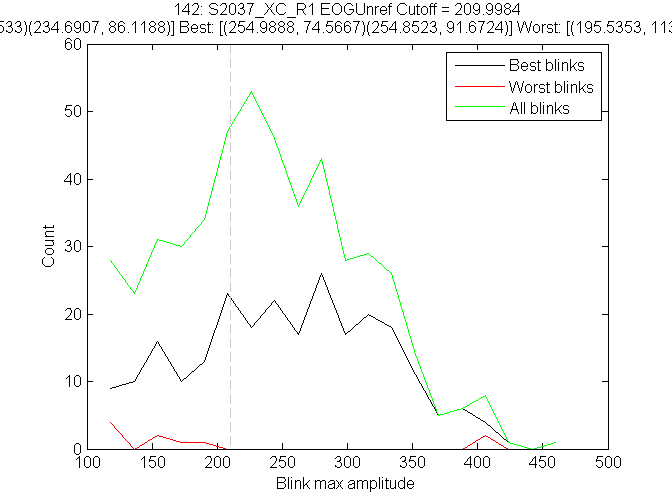 142: S2037_XC_R1 EOGUnref Cutoff = 209.9984
533)(234.6907, 86.1188)] Best: [(254.9888, 74.5667)(254.8523, 91.6724)] Worst: [(195.5353, 113
60
50
40
30
20
10
0
Count
Best blinks
Worst blinks
All blinks
100 150 200 250 300 350 400 450 500
Blink max amplitude